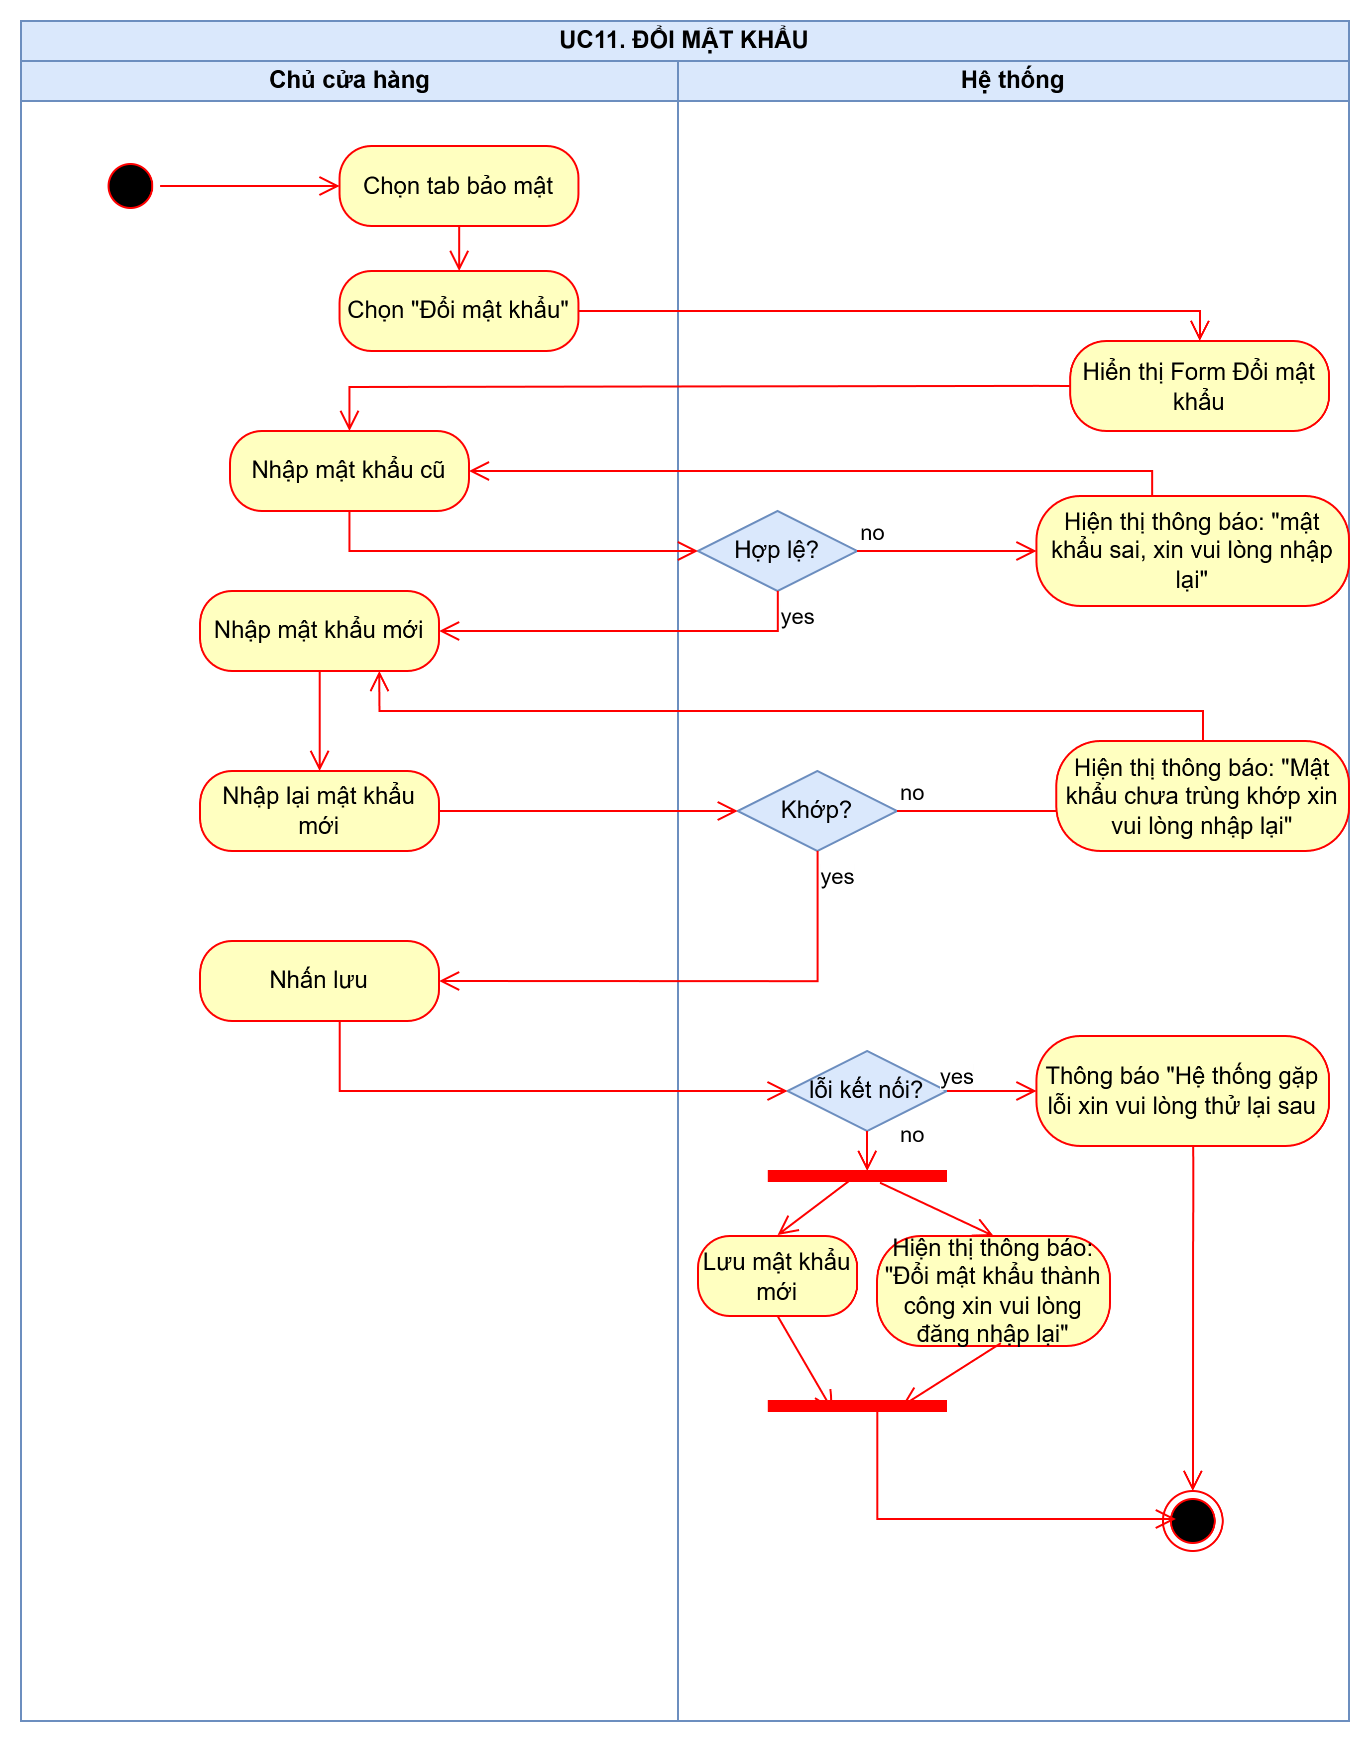 UC11. ĐỔI MẬT KHẨU
Chủ cửa hàng
Hệ thống
Chọn tab bảo mật
Chọn "Đổi mật khẩu"
Hiển thị Form Đổi mật
khẩu
Nhập mật khẩu cũ
Hợp lệ?
no
Hiện thị thông báo: "mật
khẩu sai, xin vui lòng nhập
lại"
yes
Nhập mật khẩu mới
Nhập lại mật khẩu
mới
Khớp?
no
Hiện thị thông báo: "Mật
khẩu chưa trùng khớp xin
vui lòng nhập lại"
yes
Nhấn lưu
lỗi kết nối?
yes
Thông báo "Hệ thống gặp
lỗi xin vui lòng thử lại sau
no
Lưu mật khẩu
mới
Hiện thị thông báo:
"Đổi mật khẩu thành
công xin vui lòng
đăng nhập lại"